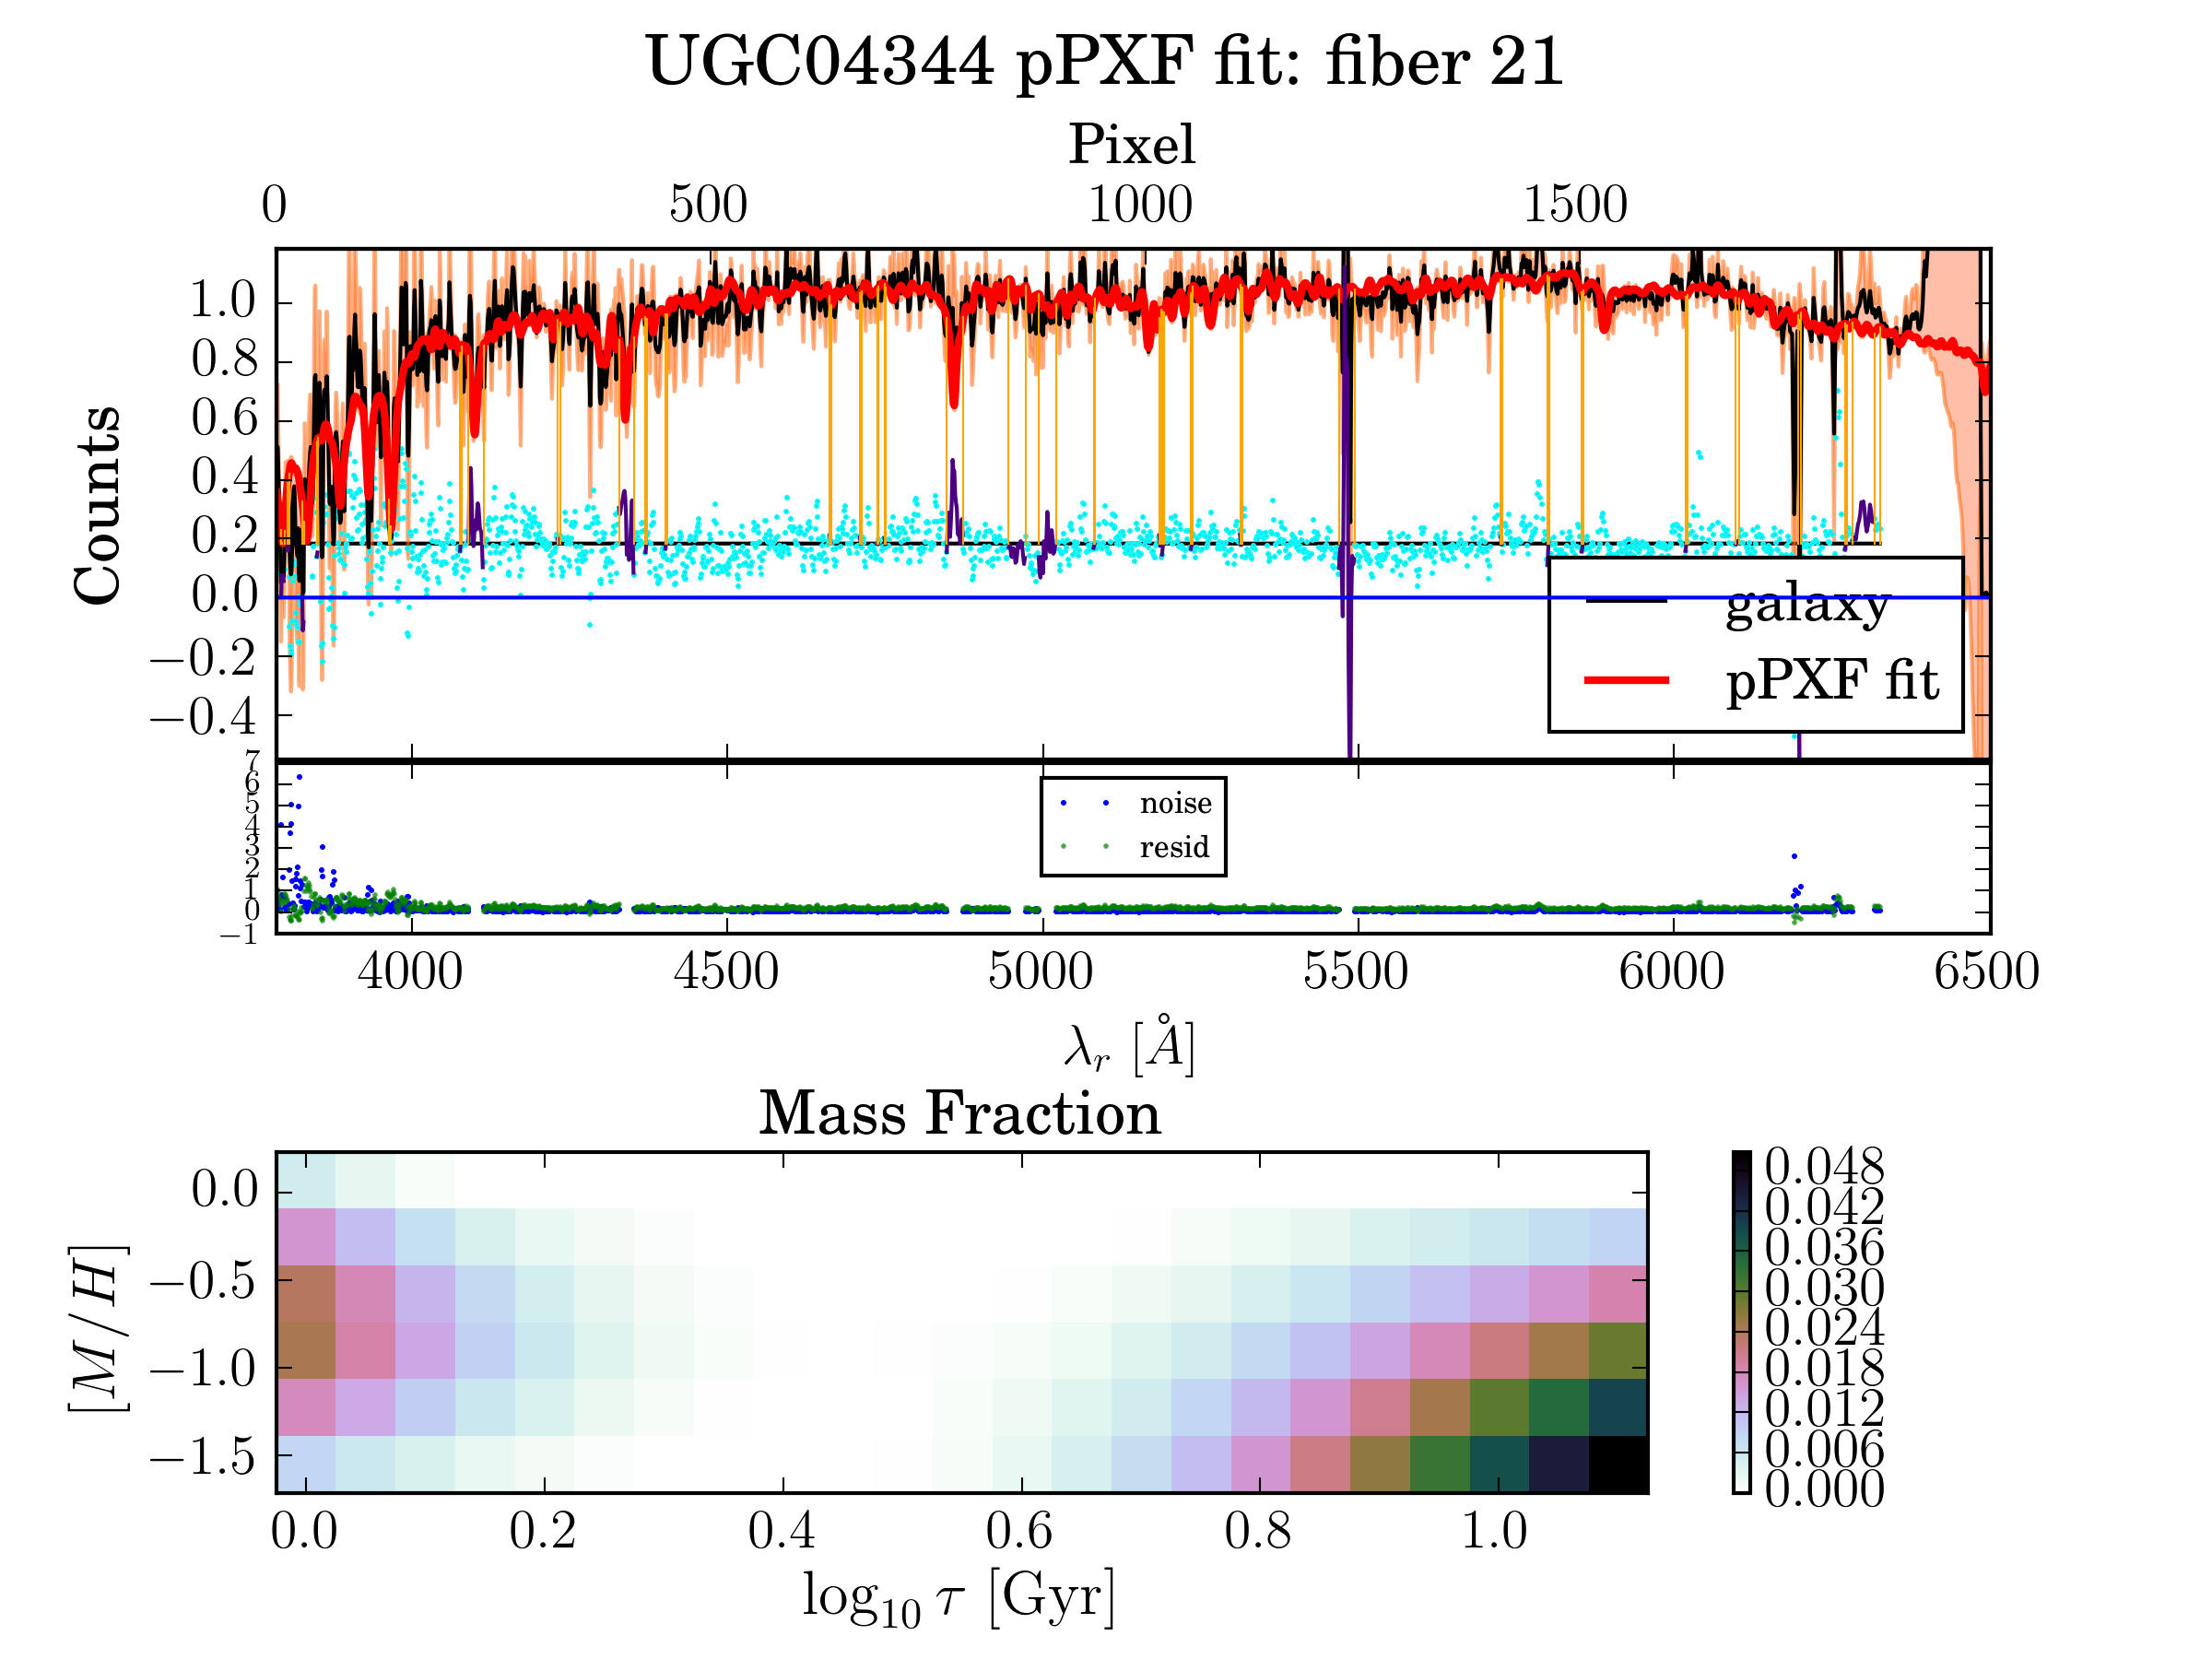 UGC04344 pPXF fit: fiber 21
Pixel
0 500 1000 1500
Counts
1.0
0.8
0.6
0.4
0.2
0.0
−0.2
−0.4
galaxy
pPXF fit
7
6
5
4
3
2
1
0
−1
noise
resid
4000 4500 5000 5500 6000 6500
λr [Å]
Mass Fraction
[M/H]
0.0
−0.5
−1.0
−1.5
0.0 0.2 0.4 0.6 0.8 1.0
log10 τ [Gyr]
0.048
0.042
0.036
0.030
0.024
0.018
0.012
0.006
0.000